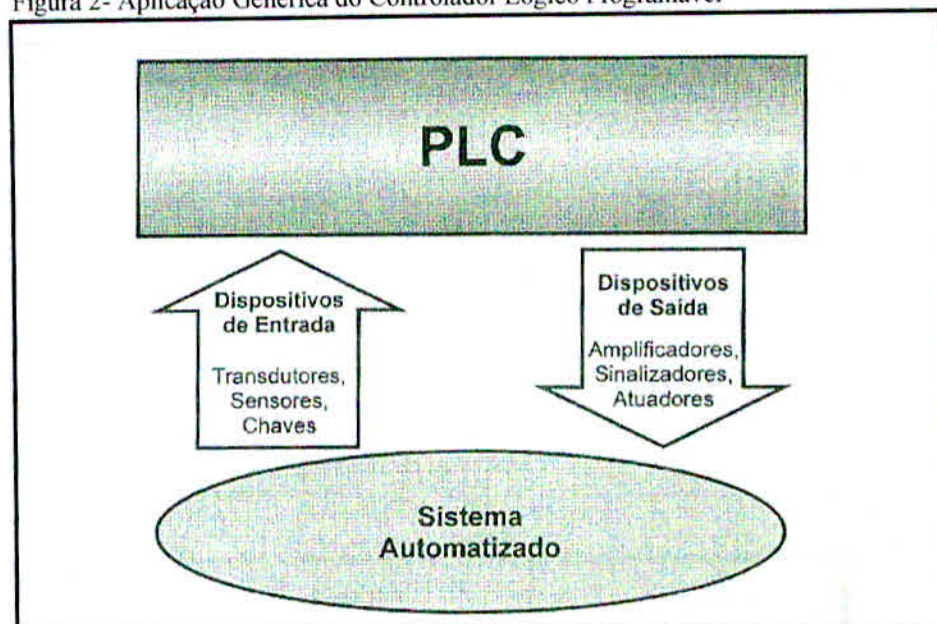 Figura 2- Aplicação Genérica do Controlador Lógico Programável
PLC
Dispositivos
de Entrada
Transdutores,
Sensores,
Chaves
Dispositivos
de Saída
Amplificadores,
Sinalizadores,
Atuadores
Sistema
Automatizado